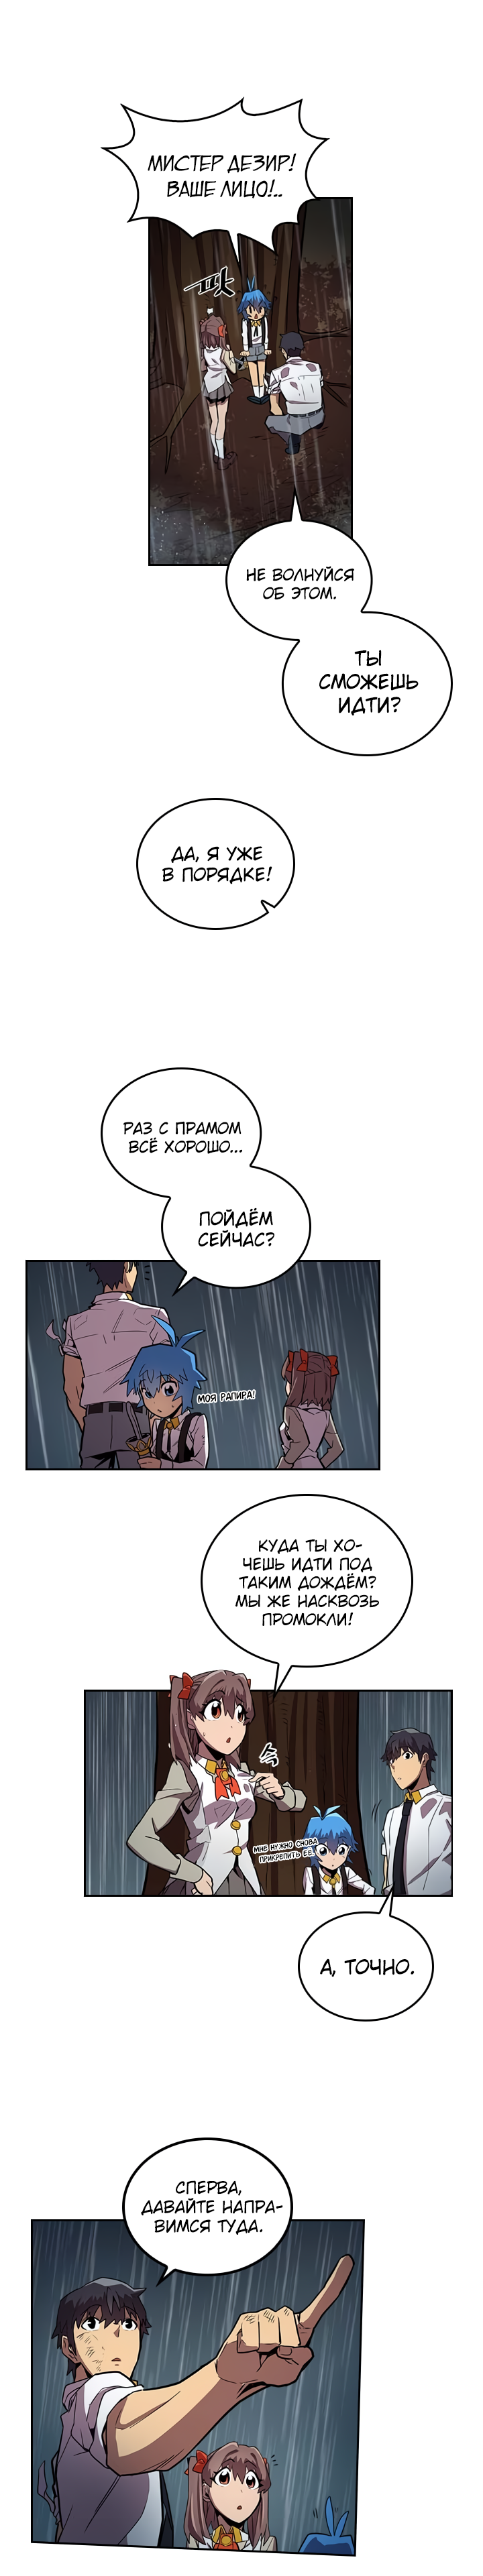 МИСТЕР ДЕЗИР!
ВАШЕ ЛИЦО!..
НЕ ВОЛНУЙСЯ
ОБ ЭТОМ.
ТЫ
СМОЖЕШЬ
ИДТИ?
ДА, Я УЖЕ
В ПОРЯДКЕ!
РАЗ С ПРАМОМ
ВСЁ ХОРОШО...
ПОЙДЁМ
СЕЙЧАС?
МОЯ РАПИРА!
КУДА ТЫ ХО-
ЧЕШЬ ИДТИ ПОД
ТАКИМ ДОЖДЁМ?
МЫ ЖЕ НАСКВОЗЬ
ПРОМОКЛИ!
МНЕ НУЖНО СНОВА
ПРИКРЕПИТЬ ЕЁ.
А, ТОЧНО.
СПЕРВА,
ДАВАЙТЕ НАПРА-
ВИМСЯ ТУДА.